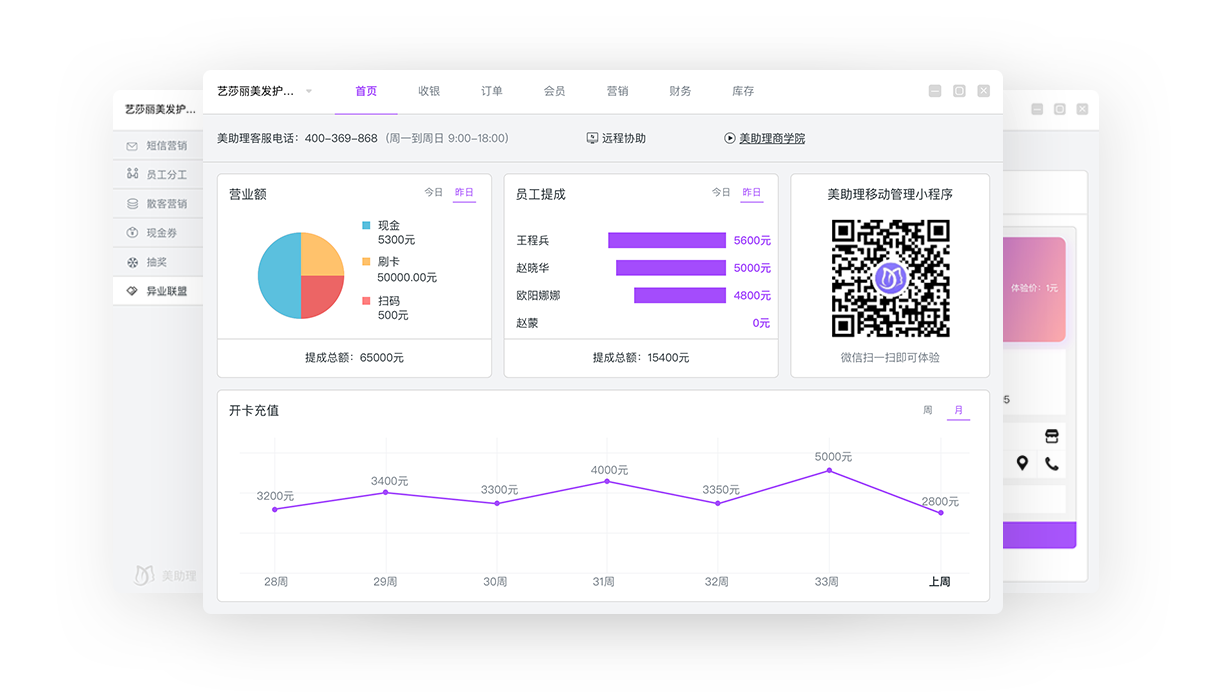 艺莎丽美发护...
短信营销
员工分工
散客营销
现金券
抽奖
异业联盟
美助理
艺莎丽美发护...
首页
收银
订单
会员
营销
财务
库存
美助理客服电话：400-369-868（周一到周日 9:00-18:00）
远程协助
美助理商学院
营业额
今日
昨日
现金
5300元
刷卡
50000.00元
扫码
500元
提成总额：65000元
员工提成
今日
昨日
王程兵
5600元
赵晓华
5000元
欧阳娜娜
4800元
赵蒙
0元
提成总额：15400元
美助理移动管理小程序
微信扫一扫即可体验
开卡充值
周
月
3200元
3400元
3300元
4000元
3350元
5000元
2800元
28周
29周
30周
31周
32周
33周
上周
体验价：1元
5